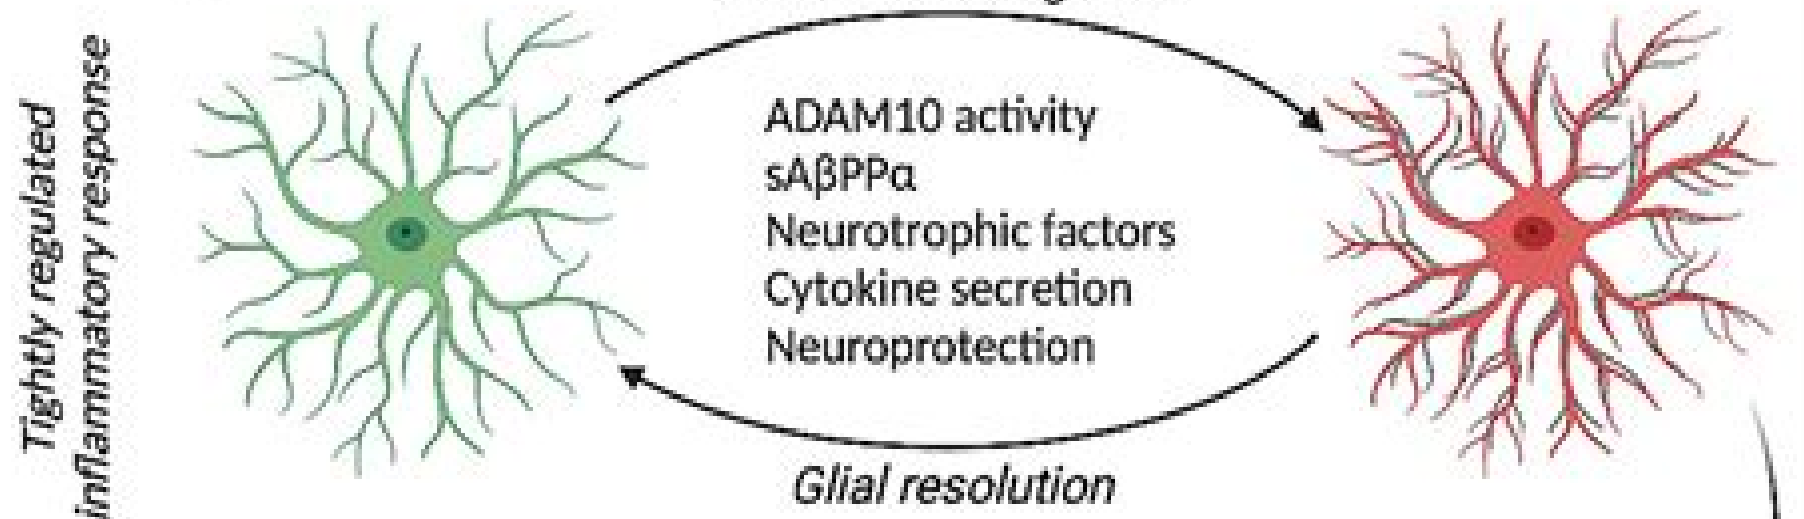 Tightly regulated
inflammatory response
ADAM10 activity
sAβPPα
Neurotrophic factors
Cytokine secretion
Neuroprotection
Glial resolution